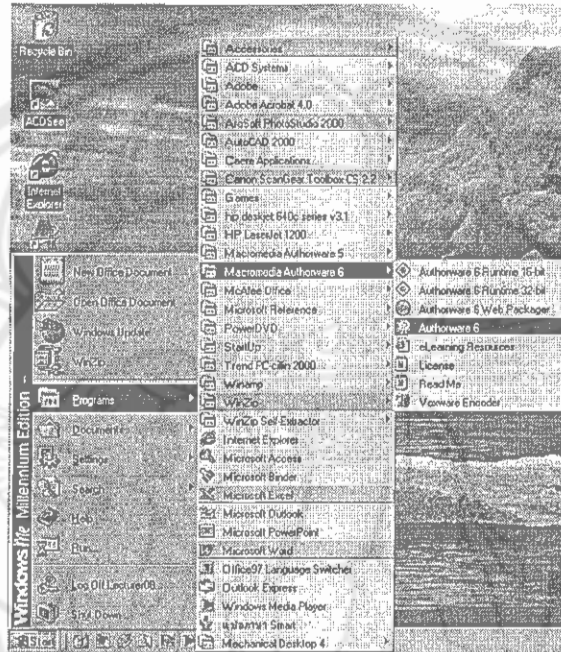 Recycle Bin
ACDSee
Internet
Explorer
New Office Document
Open Office Document
Windows Update
WinZip
Programs
Documents
Settings
Search
Help
Run...
Log Off Lecturer08...
Shut Down...
Windows Me Millennium Edition
Start
Accessories
ACD Systems
Adobe
Adobe Acrobat 4.0
ArcSoft PhotoStudio 2000
AutoCAD 2000
Caere Applications
Canon ScanGear Toolbox CS 2.2
Games
hp deskjet 640c series v3.1
HP LaserJet 1200
Macromedia Authorware 5
Macromedia Authorware 6
McAfee Office
Microsoft Reference
PowerDVD
StartUp
Trend PC-cillin 2000
Winamp
WinZip
WinZip Self-Extractor
Internet Explorer
Microsoft Access
Microsoft Binder
Microsoft Excel
Microsoft Outlook
Microsoft PowerPoint
Microsoft Word
Office97 Language Switcher
Outlook Express
Windows Media Player
Smart
Mechanical Desktop 4
Authorware 6 Runtime 16-bit
Authorware 6 Runtime 32-bit
Authorware 6 Web Packager
Authorware 6
eLearning Resources
License
Read Me
Voxware Encoder